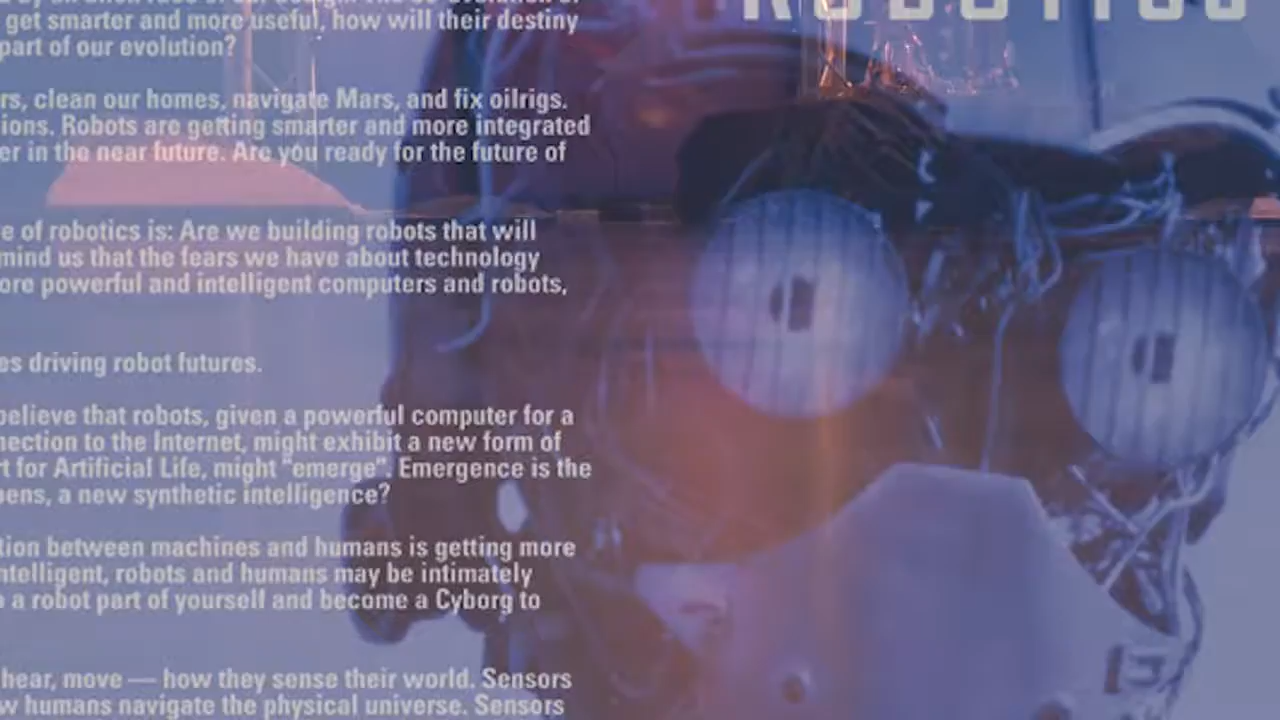 ROBOTICS
get smarter and more useful, how will their destiny
part of our evolution?
rs, clean our homes, navigate Mars, and fix oilrigs.
ions. Robots are getting smarter and more integrated
er in the near future. Are you ready for the future of
e of robotics is: Are we building robots that will
mind us that the fears we have about technology
ore powerful and intelligent computers and robots,
es driving robot futures.
believe that robots, given a powerful computer for a
nection to the Internet, might exhibit a new form of
t for Artificial Life, might "emerge". Emergence is the
pens, a new synthetic intelligence?
tion between machines and humans is getting more
ntelligent, robots and humans may be intimately
a robot part of yourself and become a Cyborg to
hear, move — how they sense their world. Sensors
w humans navigate the physical universe. Sensors